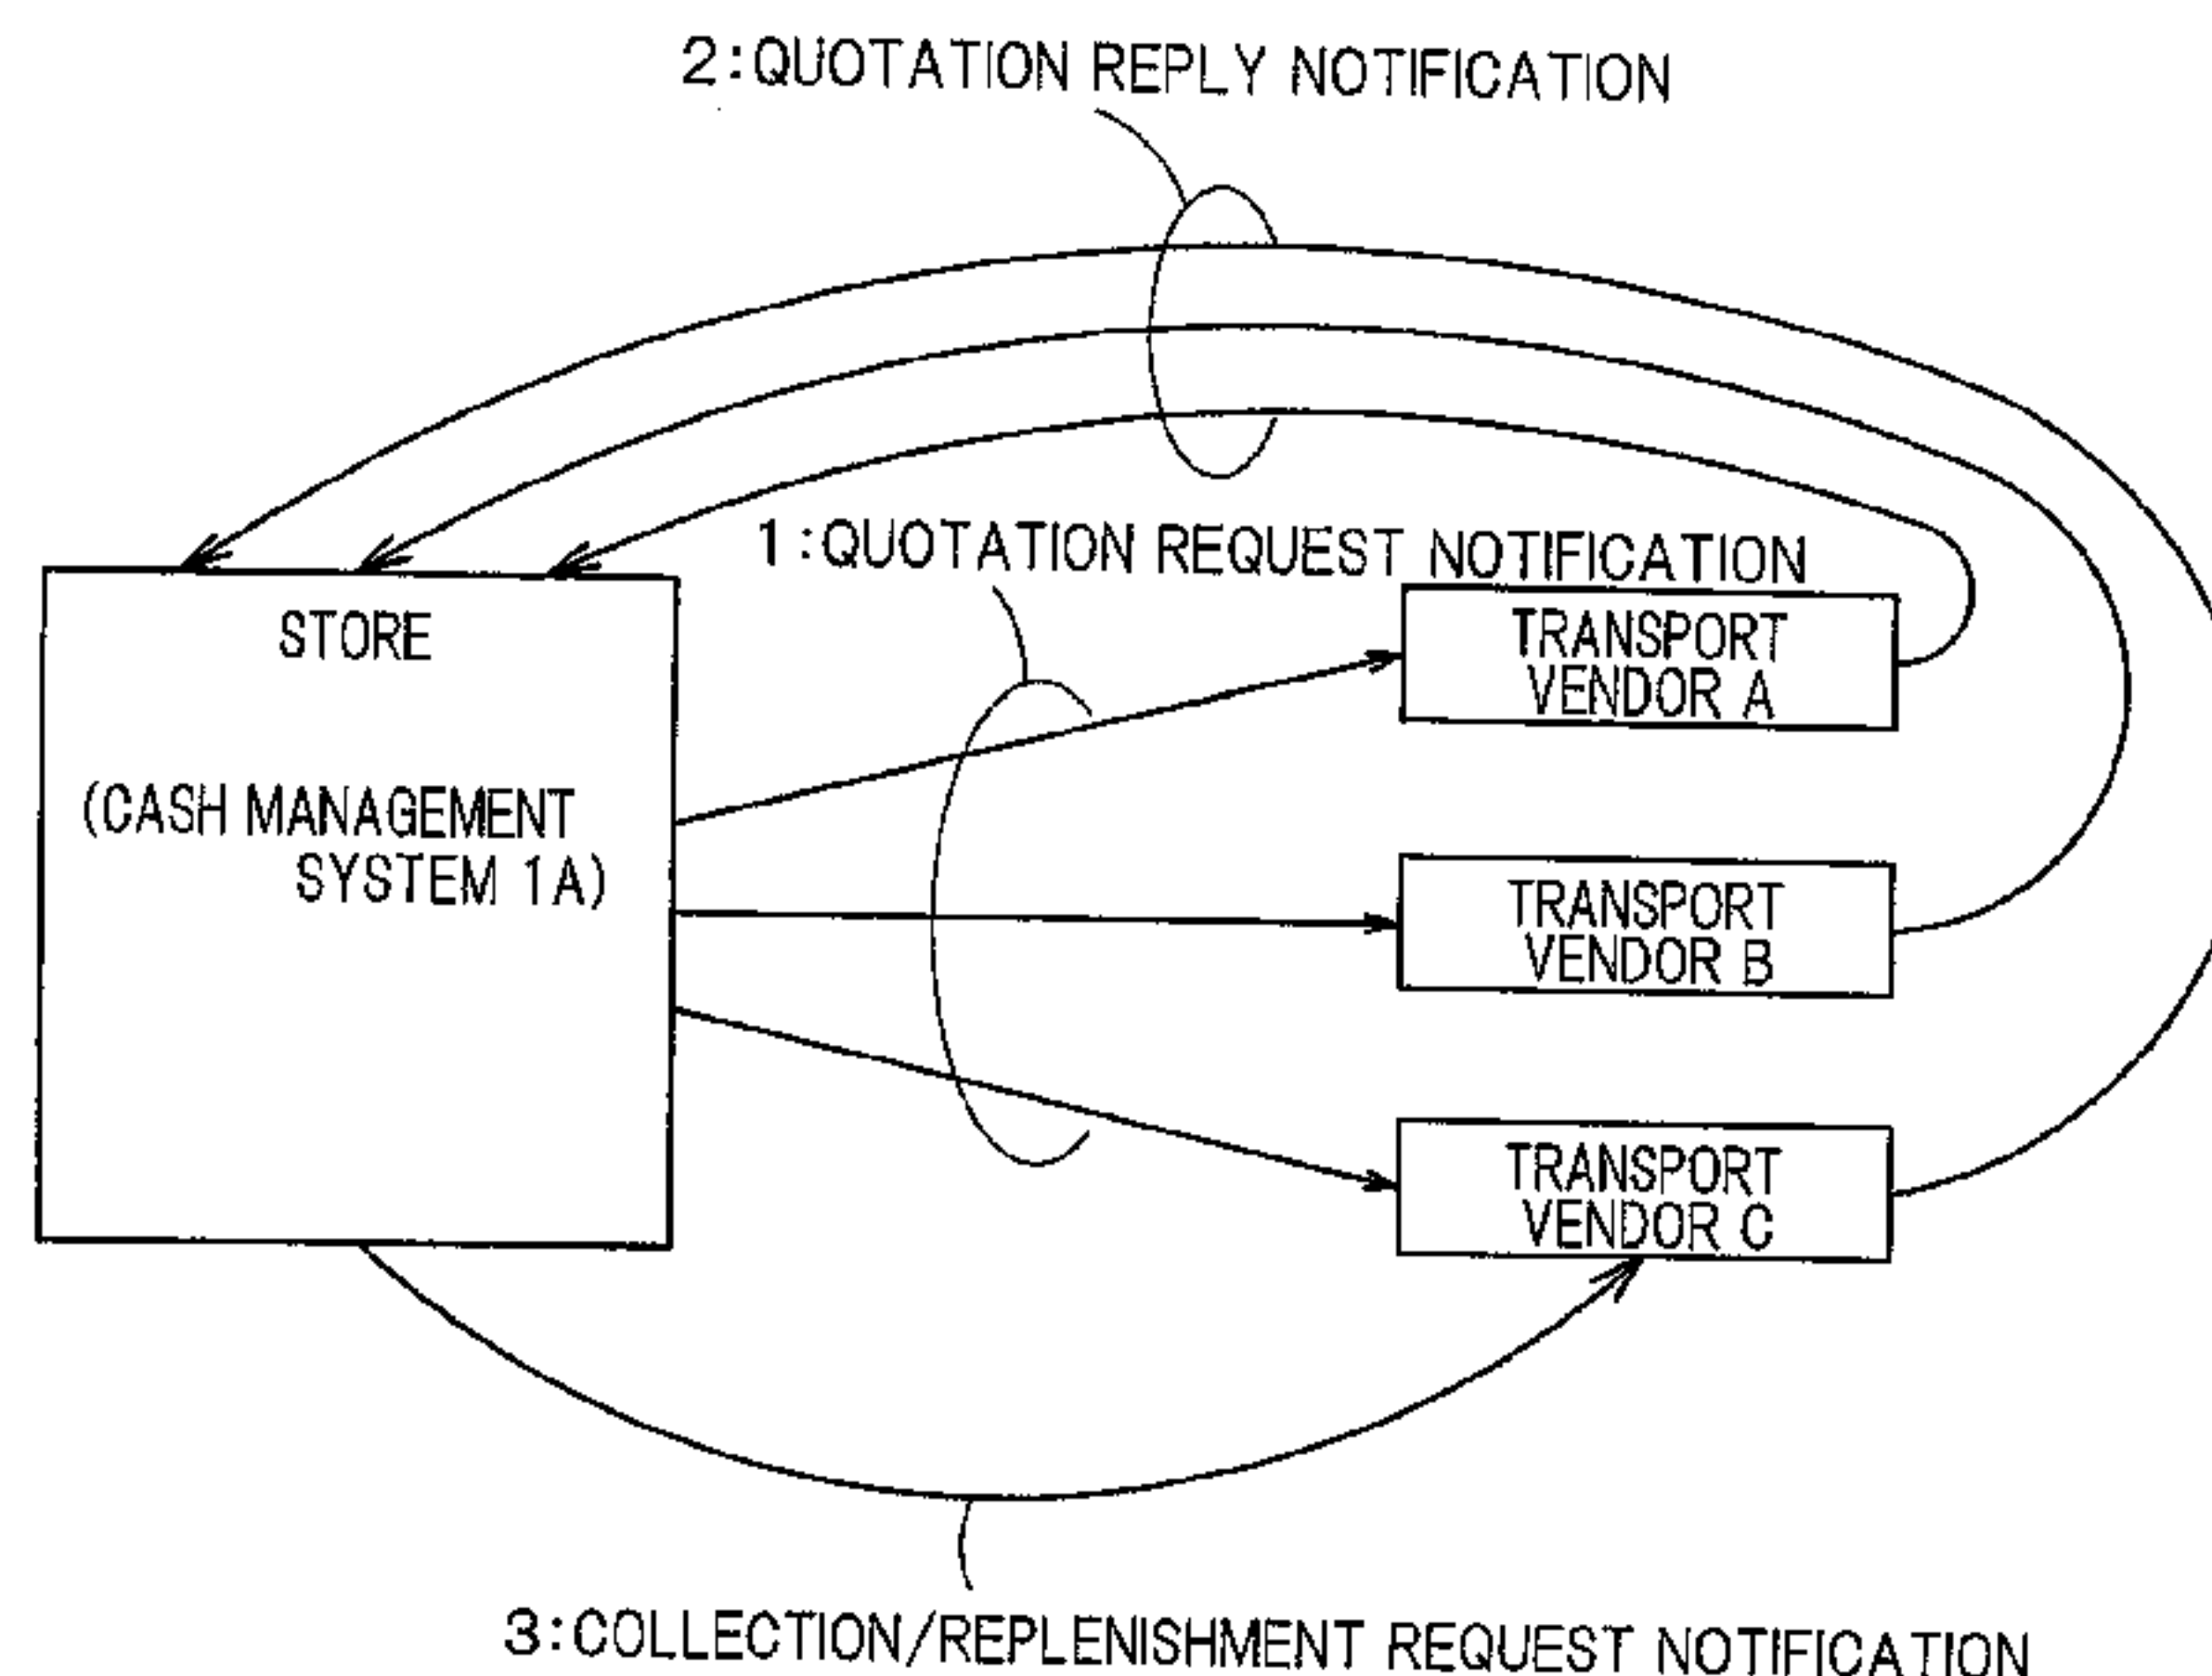 2:QUOTATION REPLY NOTIFICATION
1:QUOTATION REQUEST NOTIFICATION
STORE
(CASH MANAGEMENT
SYSTEM 1A)
TRANSPORT
VENDOR A
TRANSPORT
VENDOR B
TRANSPORT
VENDOR C
3:COLLECTION/REPLENISHMENT REQUEST NOTIFICATION